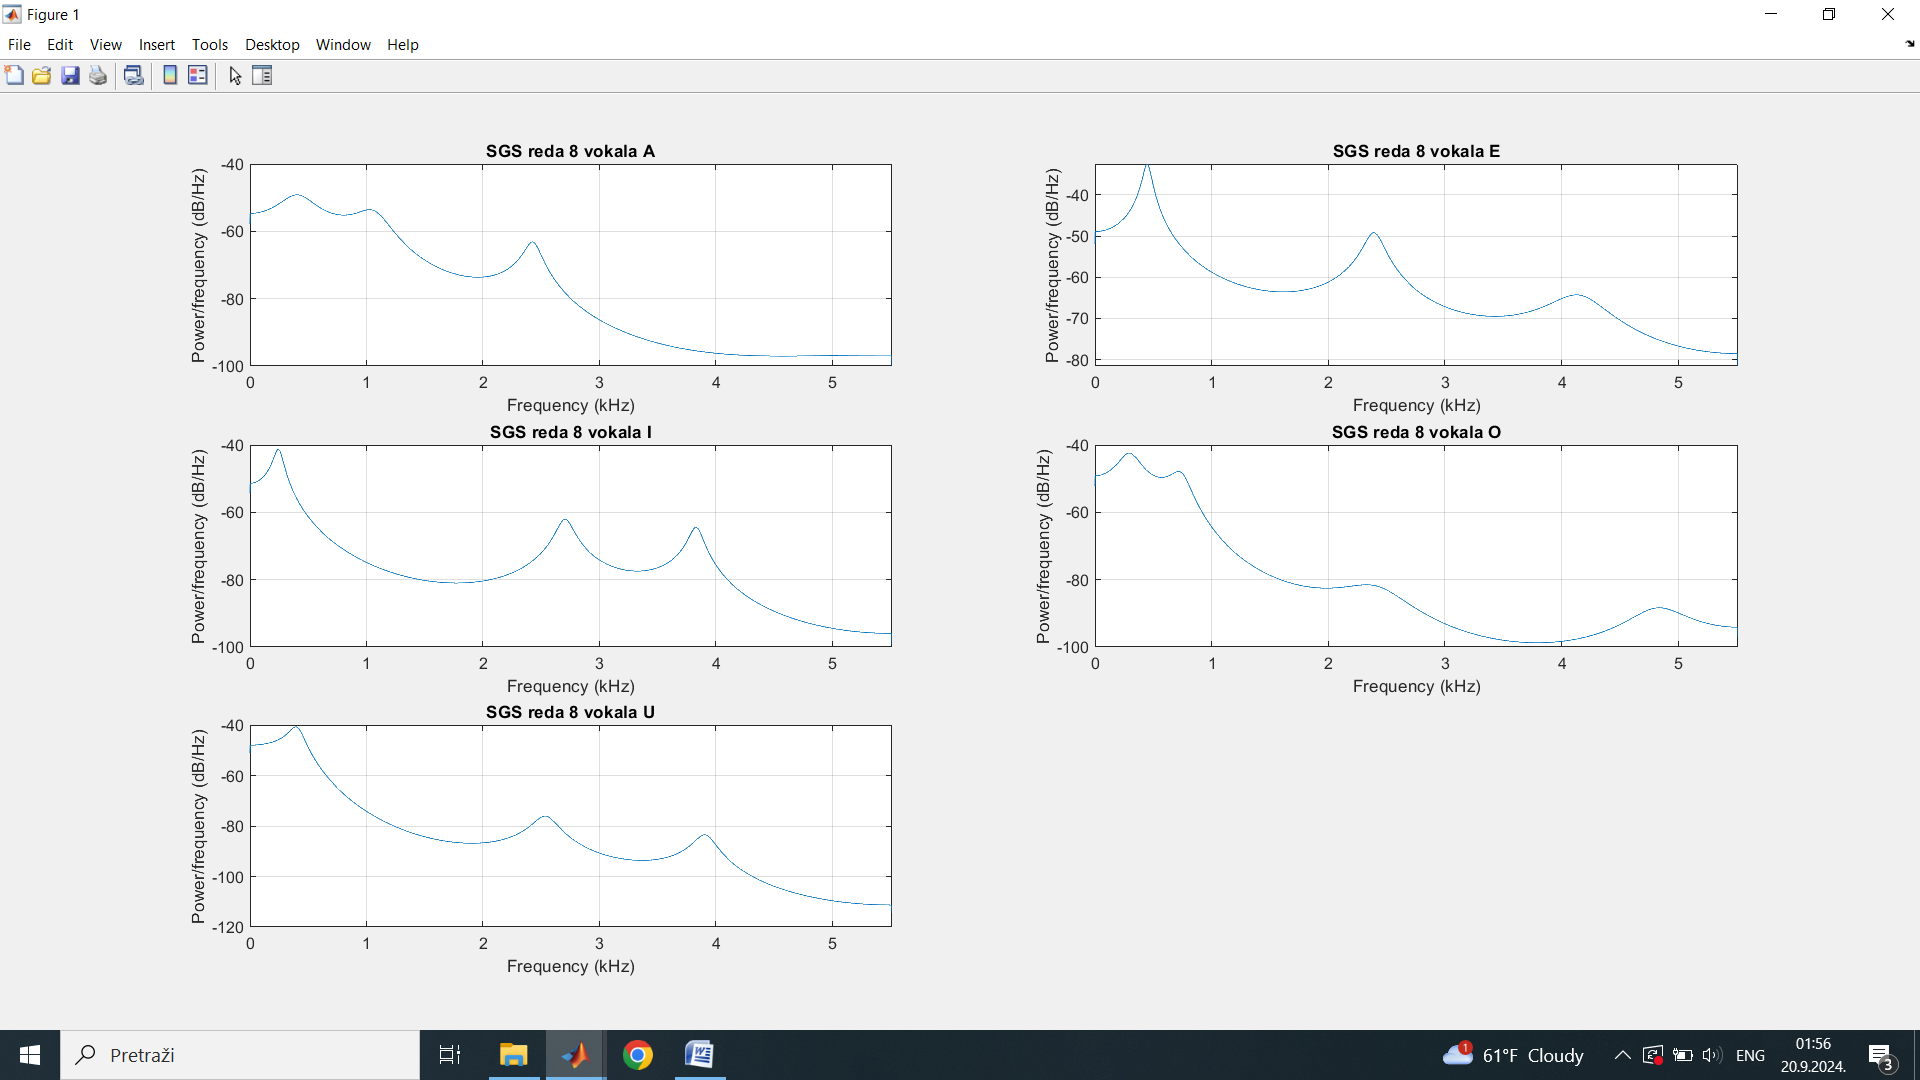 Figure 1
File Edit View Insert Tools Desktop Window Help
SGS reda 8 vokala A
Power/frequency (dB/Hz)
-40
-60
-80
-100
0 1 2 3 4 5
Frequency (kHz)
SGS reda 8 vokala E
Power/frequency (dB/Hz)
-40
-50
-60
-70
-80
0 1 2 3 4 5
Frequency (kHz)
SGS reda 8 vokala I
Power/frequency (dB/Hz)
-40
-60
-80
-100
0 1 2 3 4 5
Frequency (kHz)
SGS reda 8 vokala O
Power/frequency (dB/Hz)
-40
-60
-80
-100
0 1 2 3 4 5
Frequency (kHz)
SGS reda 8 vokala U
Power/frequency (dB/Hz)
-40
-60
-80
-100
-120
0 1 2 3 4 5
Frequency (kHz)
Pretraži
W
1
61°F Cloudy
ENG
01:56
20.9.2024.
3